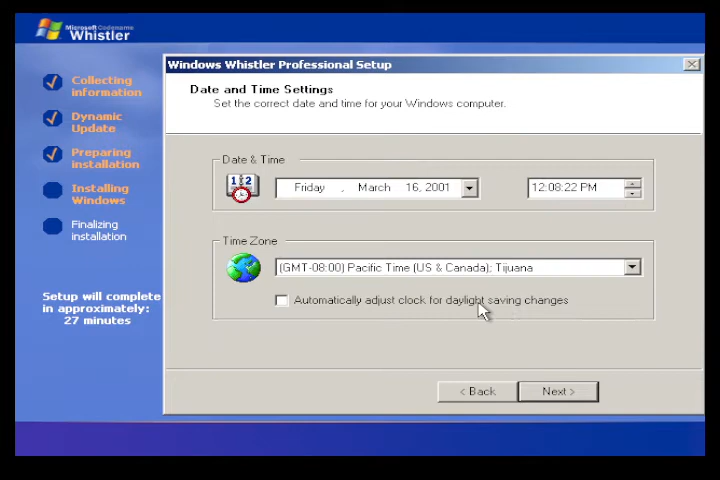 Microsoft Codename
Whistler
Collecting
information
Dynamic
Update
Preparing
installation
Installing
Windows
Finalizing
installation
Setup will complete
in approximately:
27 minutes
Windows Whistler Professional Setup
Date and Time Settings
Set the correct date and time for your Windows computer.
Date & Time
12
Friday , March 16, 2001
12:08:22 PM
Time Zone
(GMT-08:00) Pacific Time (US & Canada); Tijuana
Automatically adjust clock for daylight saving changes
< Back
Next >